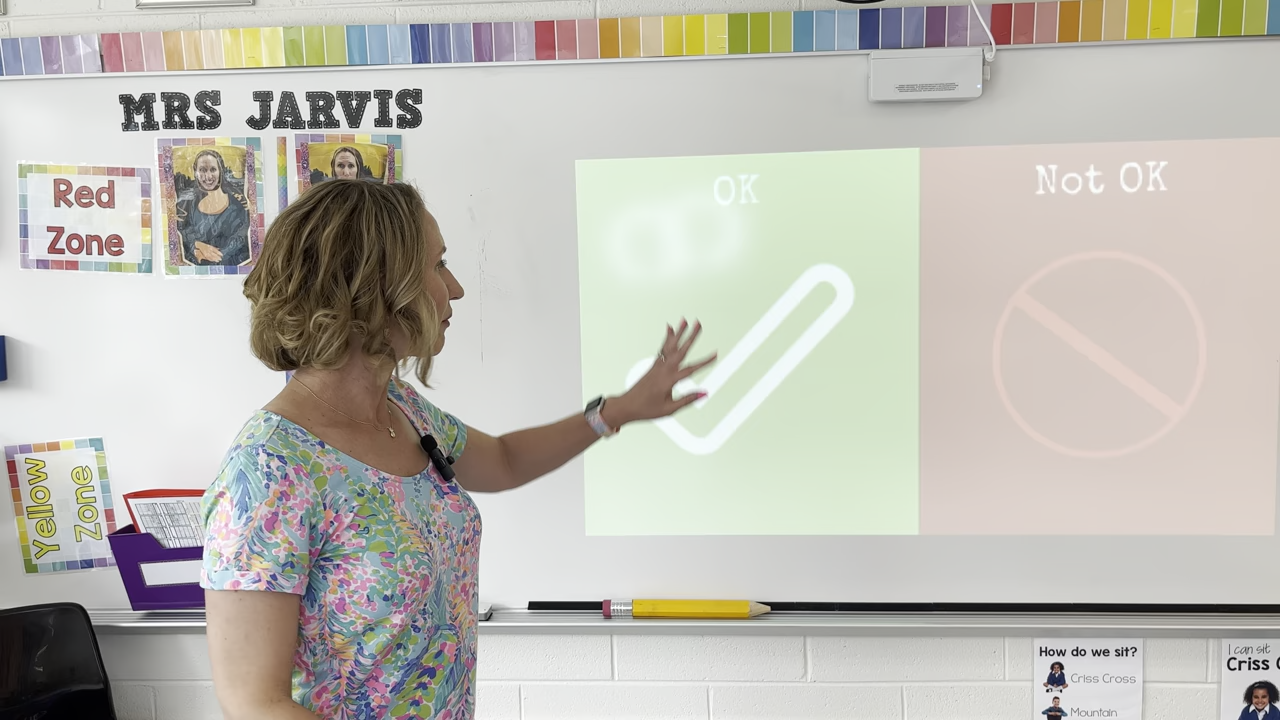 MRS JARVIS
Red
Zone
OK
Not OK
Yellow
Zone
How do we sit?
Criss Cross
Mountain
I can sit
Criss